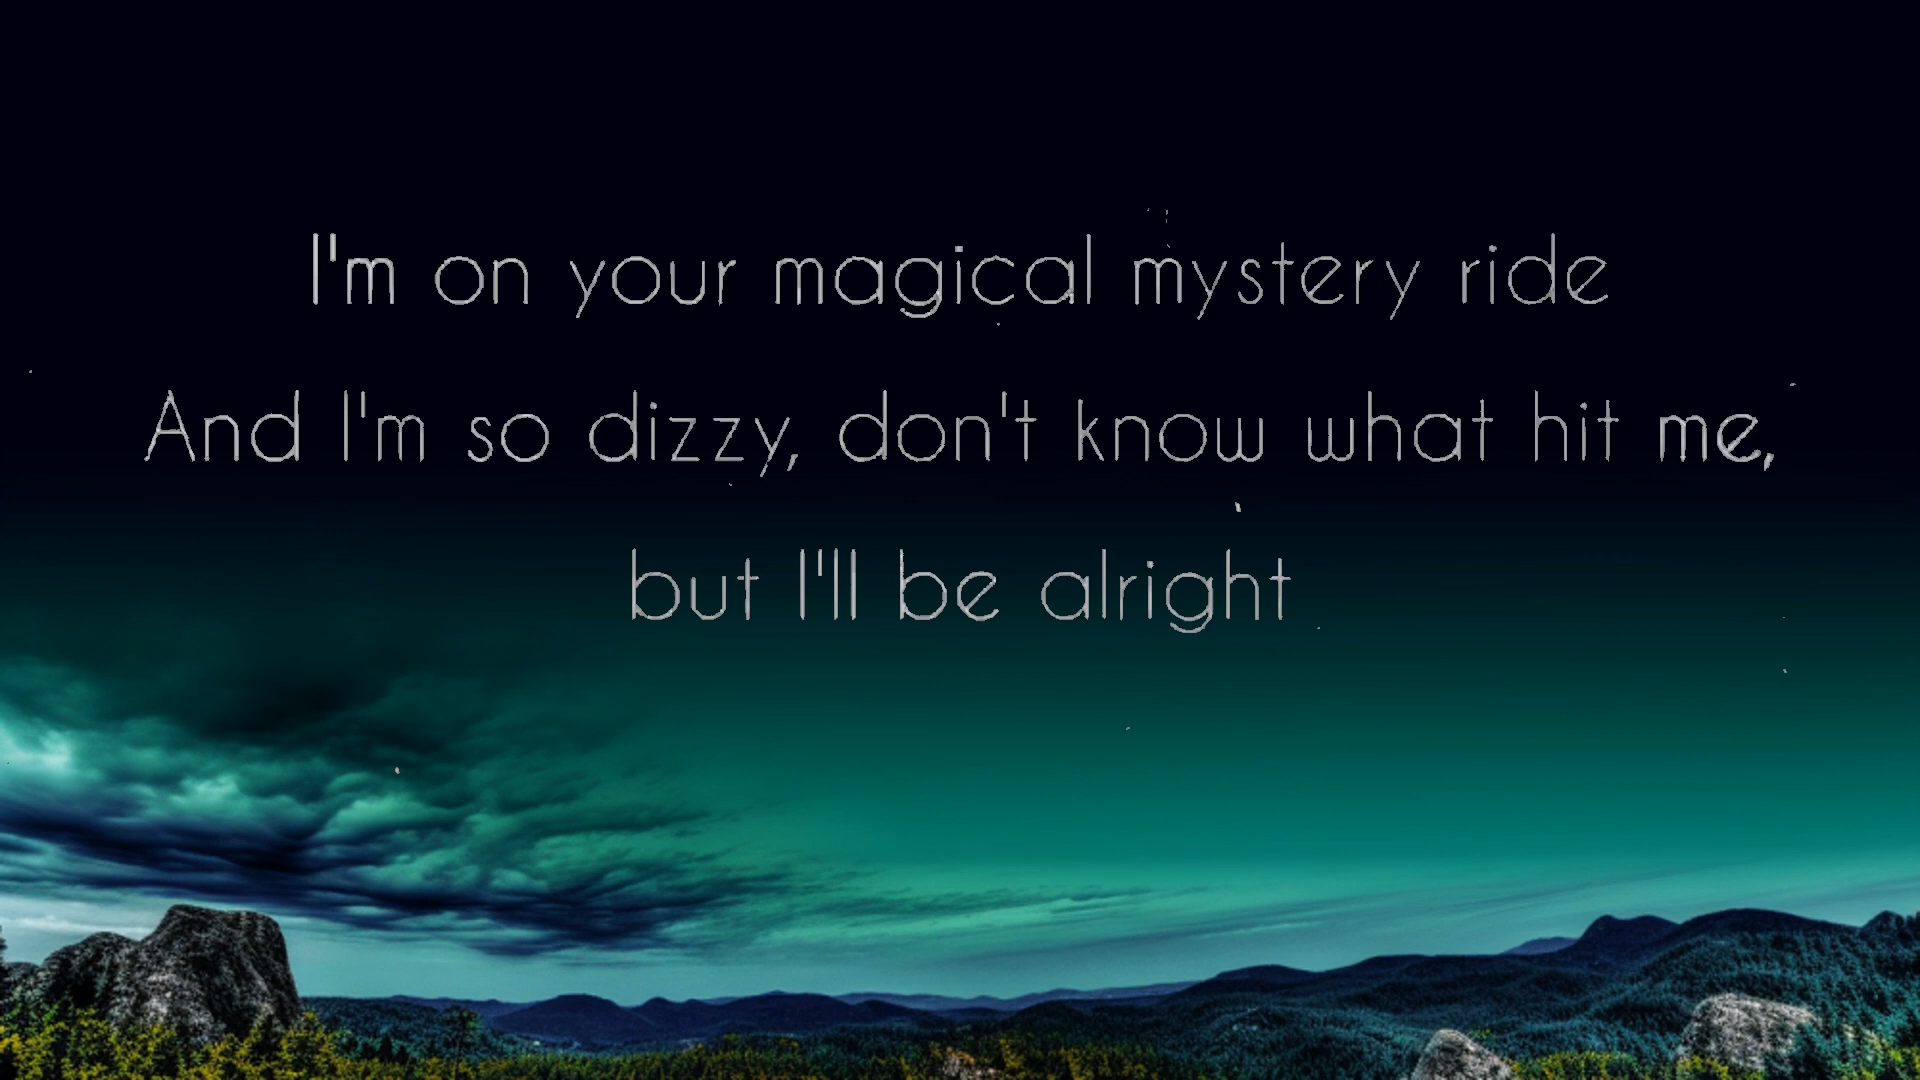 I'm on your magical mystery ride
And I'm so dizzy, don't know what hit me,
but I'll be alright